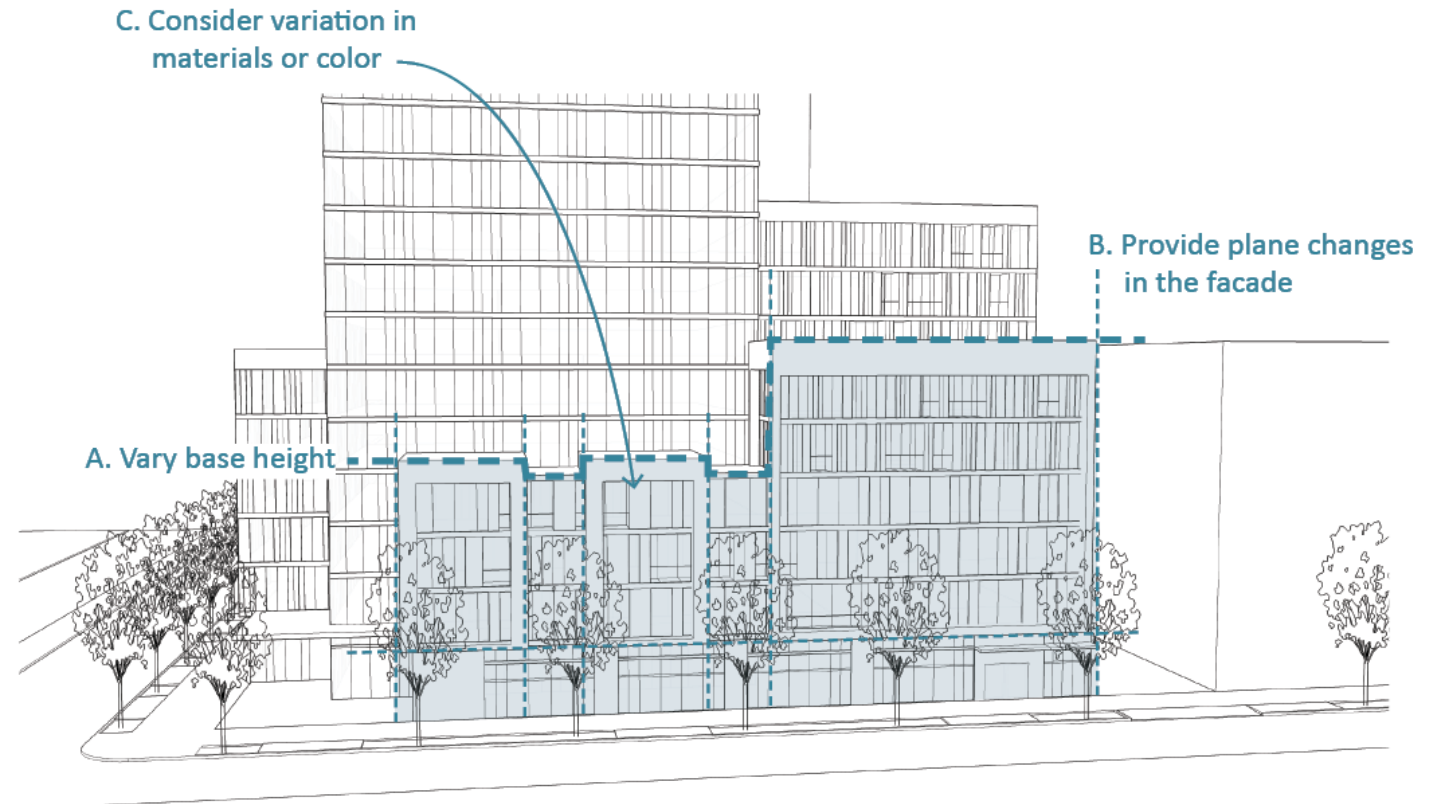 C. Consider variation in
materials or color
B. Provide plane changes
in the facade
A. Vary base height